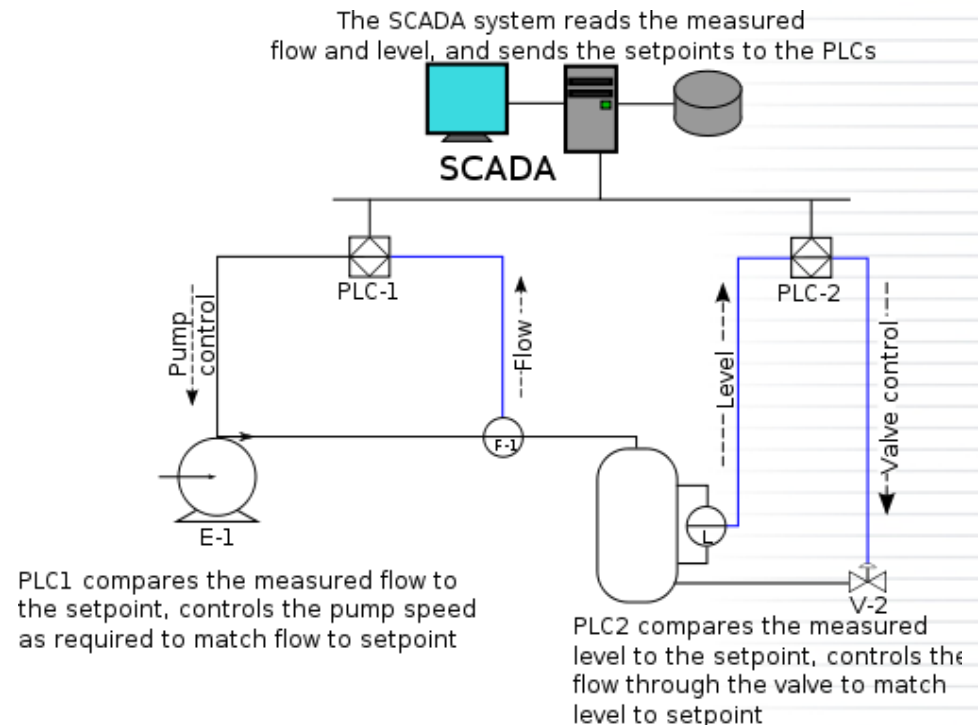 The SCADA system reads the measured
flow and level, and sends the setpoints to the PLCs
SCADA
PLC-1
PLC-2
Pump
control
Flow
Level
Valve control
F-1
L
E-1
V-2
PLC1 compares the measured flow to
the setpoint, controls the pump speed
as required to match flow to setpoint
PLC2 compares the measured
level to the setpoint, controls the
flow through the valve to match
level to setpoint